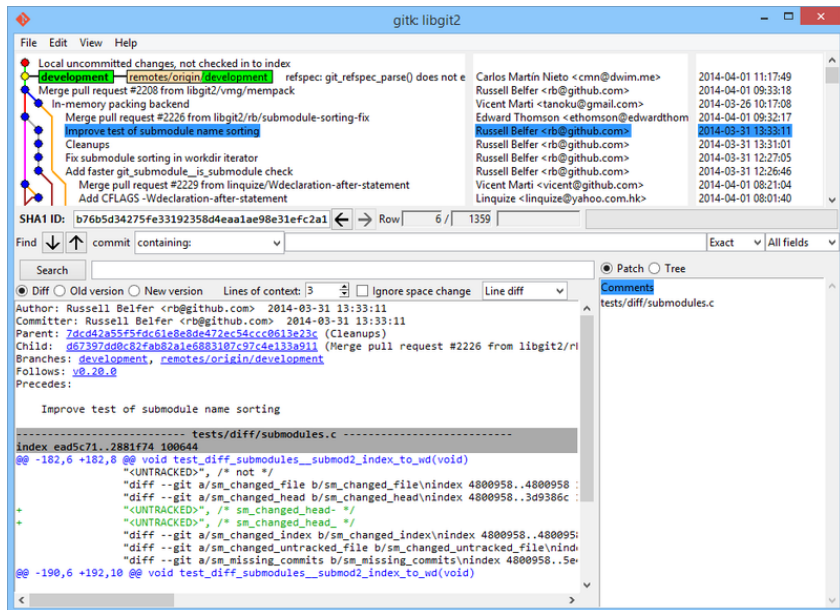 gitk: libgit2
File Edit View Help
Local uncommitted changes, not checked in to index
development remotes/origin/development refspec: git_refspec_parse() does not e Carlos Martín Nieto <cmn@dwim.me> 2014-04-01 11:17:49
Merge pull request #2208 from libgit2/vmg/mempack Russell Belfer <rb@github.com> 2014-04-01 09:33:18
In-memory packing backend Vicent Marti <tanoku@gmail.com> 2014-03-26 10:17:08
Merge pull request #2226 from libgit2/rb/submodule-sorting-fix Edward Thomson <ethomson@edwardthom 2014-04-01 09:32:17
Improve test of submodule name sorting Russell Belfer <rb@github.com> 2014-03-31 13:33:11
Cleanups Russell Belfer <rb@github.com> 2014-03-31 13:31:01
Fix submodule sorting in workdir iterator Russell Belfer <rb@github.com> 2014-03-31 12:27:05
Add faster git_submodule__is_submodule check Russell Belfer <rb@github.com> 2014-03-31 12:26:46
Merge pull request #2229 from linquize/Wdeclaration-after-statement Vicent Marti <vicent@github.com> 2014-04-01 08:21:04
Add CFLAGS -Wdeclaration-after-statement Linquize <linquize@yahoo.com.hk> 2014-04-01 08:01:40
SHA1 ID: b76b5d34275fe33192358d4eaa1ae98e31efc2a1 Row 6 / 1359
Find commit containing: Exact All fields
Search
Diff Old version New version Lines of context: 3 Ignore space change Line diff
Patch Tree
Comments
tests/diff/submodules.c
Author: Russell Belfer <rb@github.com> 2014-03-31 13:33:11
Committer: Russell Belfer <rb@github.com> 2014-03-31 13:33:11
Parent: 7dcd42a55f5fdc61e8e8de472ec54ccc0613e23c (Cleanups)
Child: d67397dd0c82fab82a1e6883107c97c4e133a911 (Merge pull request #2226 from libgit2/rl
Branches: development, remotes/origin/development
Follows: v0.20.0
Precedes:
Improve test of submodule name sorting
-------------------------- tests/diff/submodules.c --------------------------
index ead5c71..2881f74 100644
@@ -182,6 +182,8 @@ void test_diff_submodules__submod2_index_to_wd(void)
"<UNTRACKED>", /* not */
"diff --git a/sm_changed_file b/sm_changed_file\nindex 4800958..4800958
"diff --git a/sm_changed_head b/sm_changed_head\nindex 4800958..3d9386c
+ "<UNTRACKED>", /* sm_changed_head- */
+ "<UNTRACKED>", /* sm_changed_head_ */
"diff --git a/sm_changed_index b/sm_changed_index\nindex 4800958..480095
"diff --git a/sm_changed_untracked_file b/sm_changed_untracked_file\nind
"diff --git a/sm_missing_commits b/sm_missing_commits\nindex 4800958..5e
@@ -190,6 +192,10 @@ void test_diff_submodules__submod2_index_to_wd(void)